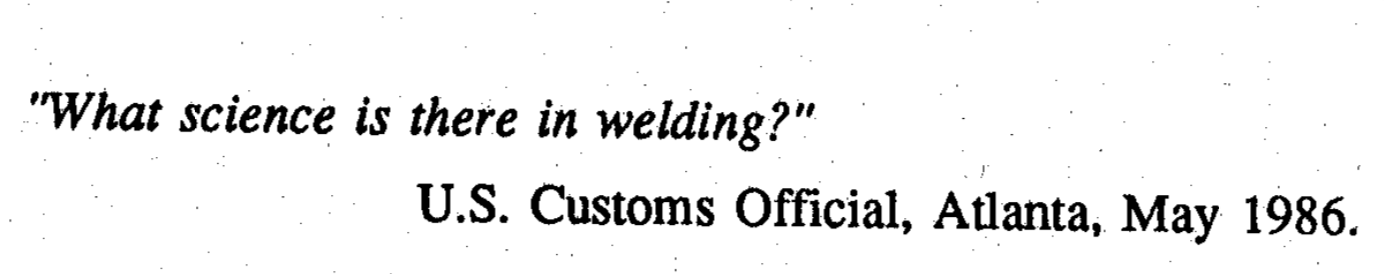 "What science is there in welding?"
U.S. Customs Official, Atlanta, May 1986.